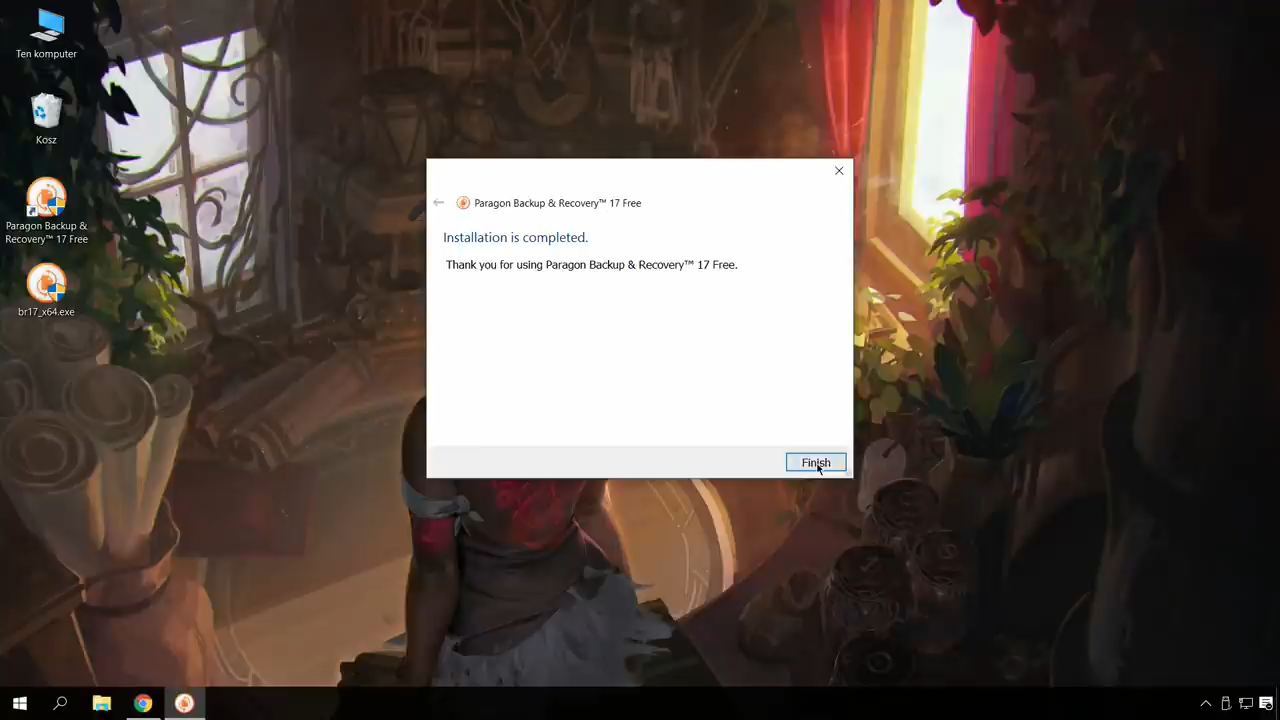 Ten komputer
Kosz
Paragon Backup &
Recovery™ 17 Free
br17_x64.exe
Paragon Backup & Recovery™ 17 Free
Installation is completed.
Thank you for using Paragon Backup & Recovery™ 17 Free.
Finish